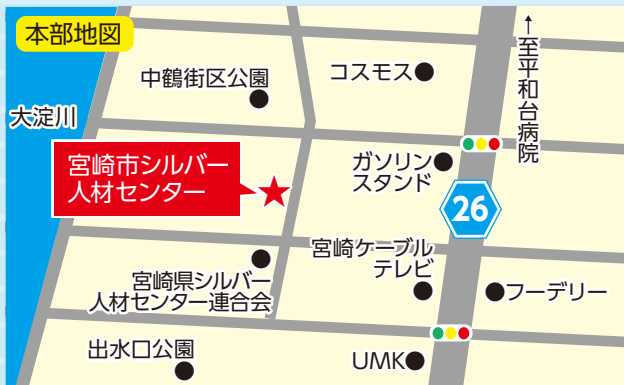 本部地図
↑至平和台病院
コスモス
中鶴街区公園
大淀川
宮崎市シルバー
人材センター
ガソリン
スタンド
26
宮崎ケーブル
テレビ
宮崎県シルバー
人材センター連合会
フーデリー
出水口公園
UMK